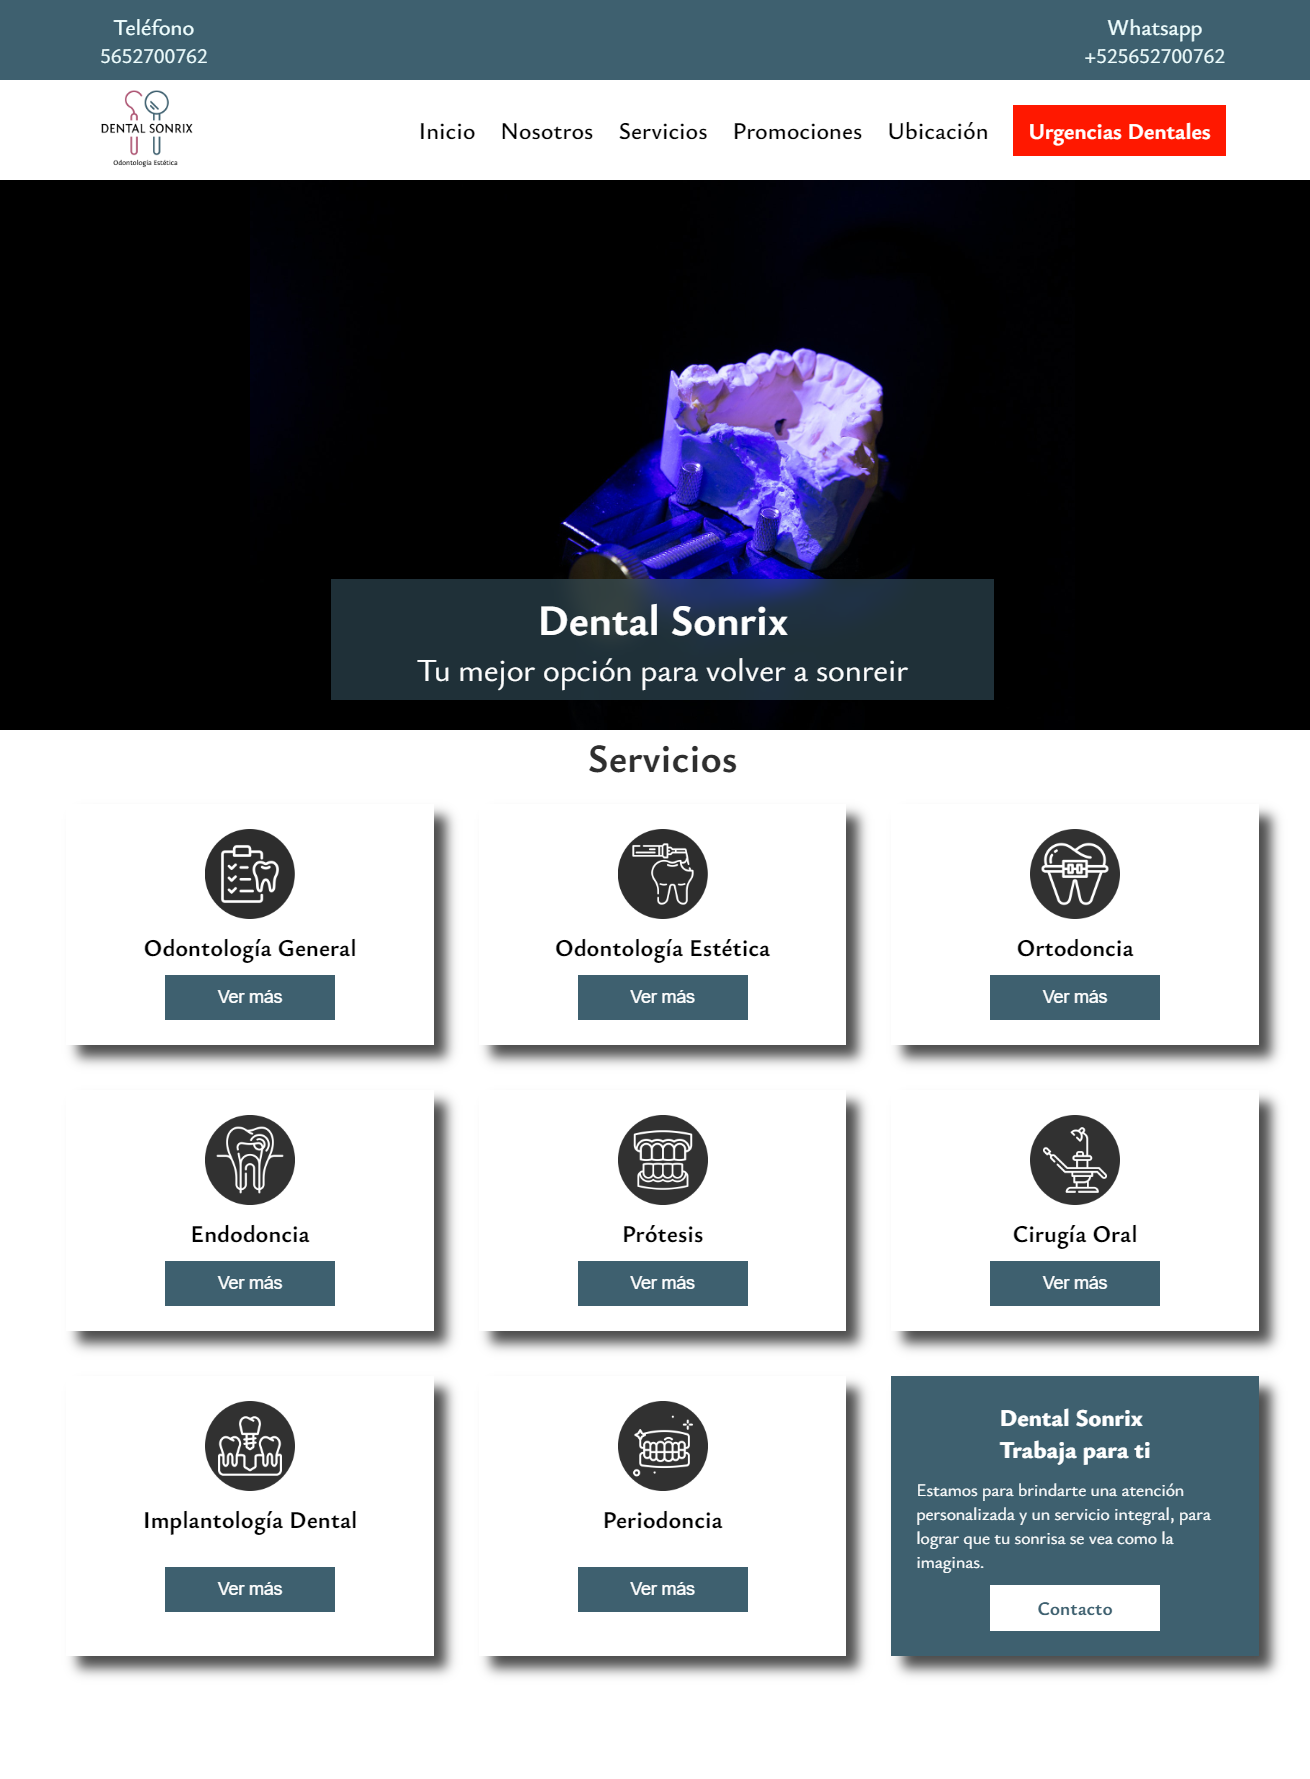 Teléfono
5652700762
Whatsapp
+525652700762
DENTAL SONRIX
Odontología Estética
Inicio
Nosotros
Servicios
Promociones
Ubicación
Urgencias Dentales
Dental Sonrix
Tu mejor opción para volver a sonreir
Servicios
Odontología General
Ver más
Odontología Estética
Ver más
Ortodoncia
Ver más
Endodoncia
Ver más
Prótesis
Ver más
Cirugía Oral
Ver más
Implantología Dental
Ver más
Periodoncia
Ver más
Dental Sonrix
Trabaja para ti
Estamos para brindarte una atención
personalizada y un servicio integral, para
lograr que tu sonrisa se vea como la
imaginas.
Contacto